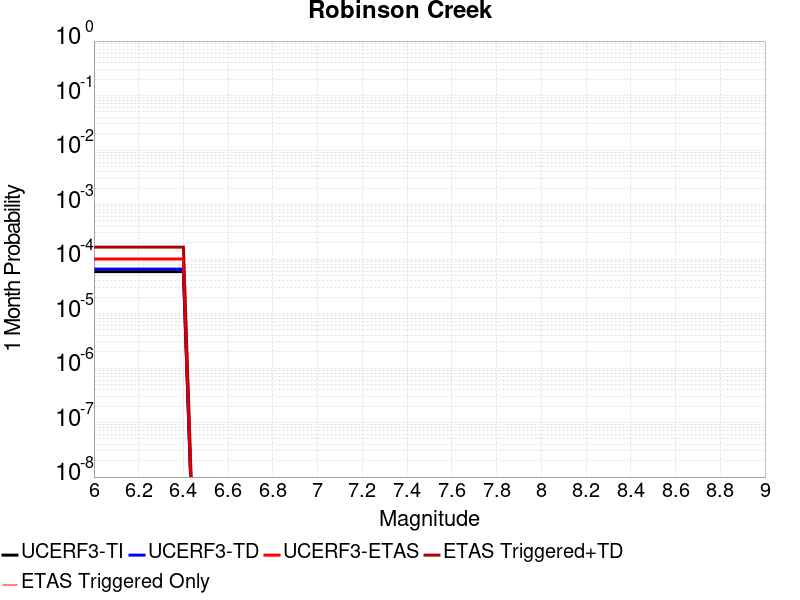 Robinson Creek
1 Month Probability
10^0
10^-1
10^-2
10^-3
10^-4
10^-5
10^-6
10^-7
10^-8
6 6.2 6.4 6.6 6.8 7 7.2 7.4 7.6 7.8 8 8.2 8.4 8.6 8.8 9
Magnitude
UCERF3-TI UCERF3-TD UCERF3-ETAS ETAS Triggered+TD
ETAS Triggered Only